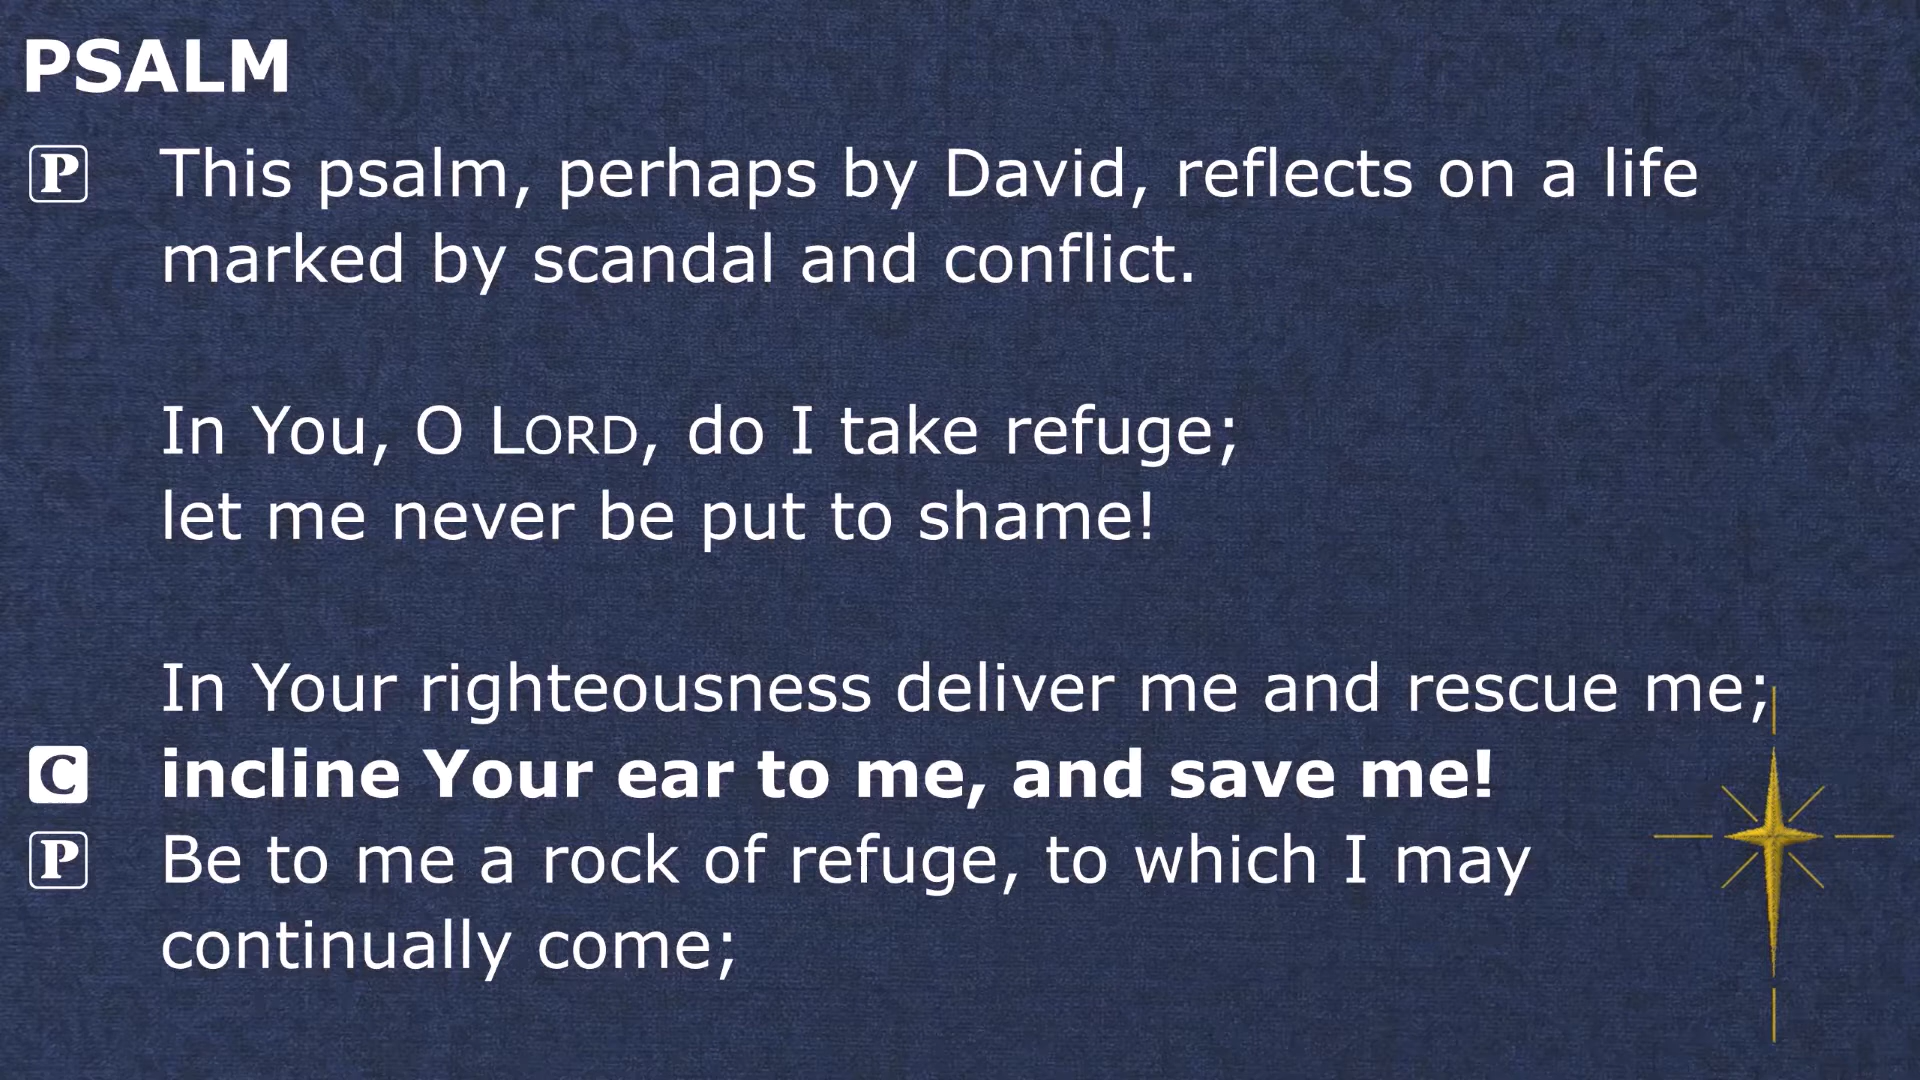 PSALM
P This psalm, perhaps by David, reflects on a life
marked by scandal and conflict.
In You, O LORD, do I take refuge;
let me never be put to shame!
In Your righteousness deliver me and rescue me;
C incline Your ear to me, and save me!
P Be to me a rock of refuge, to which I may
continually come;